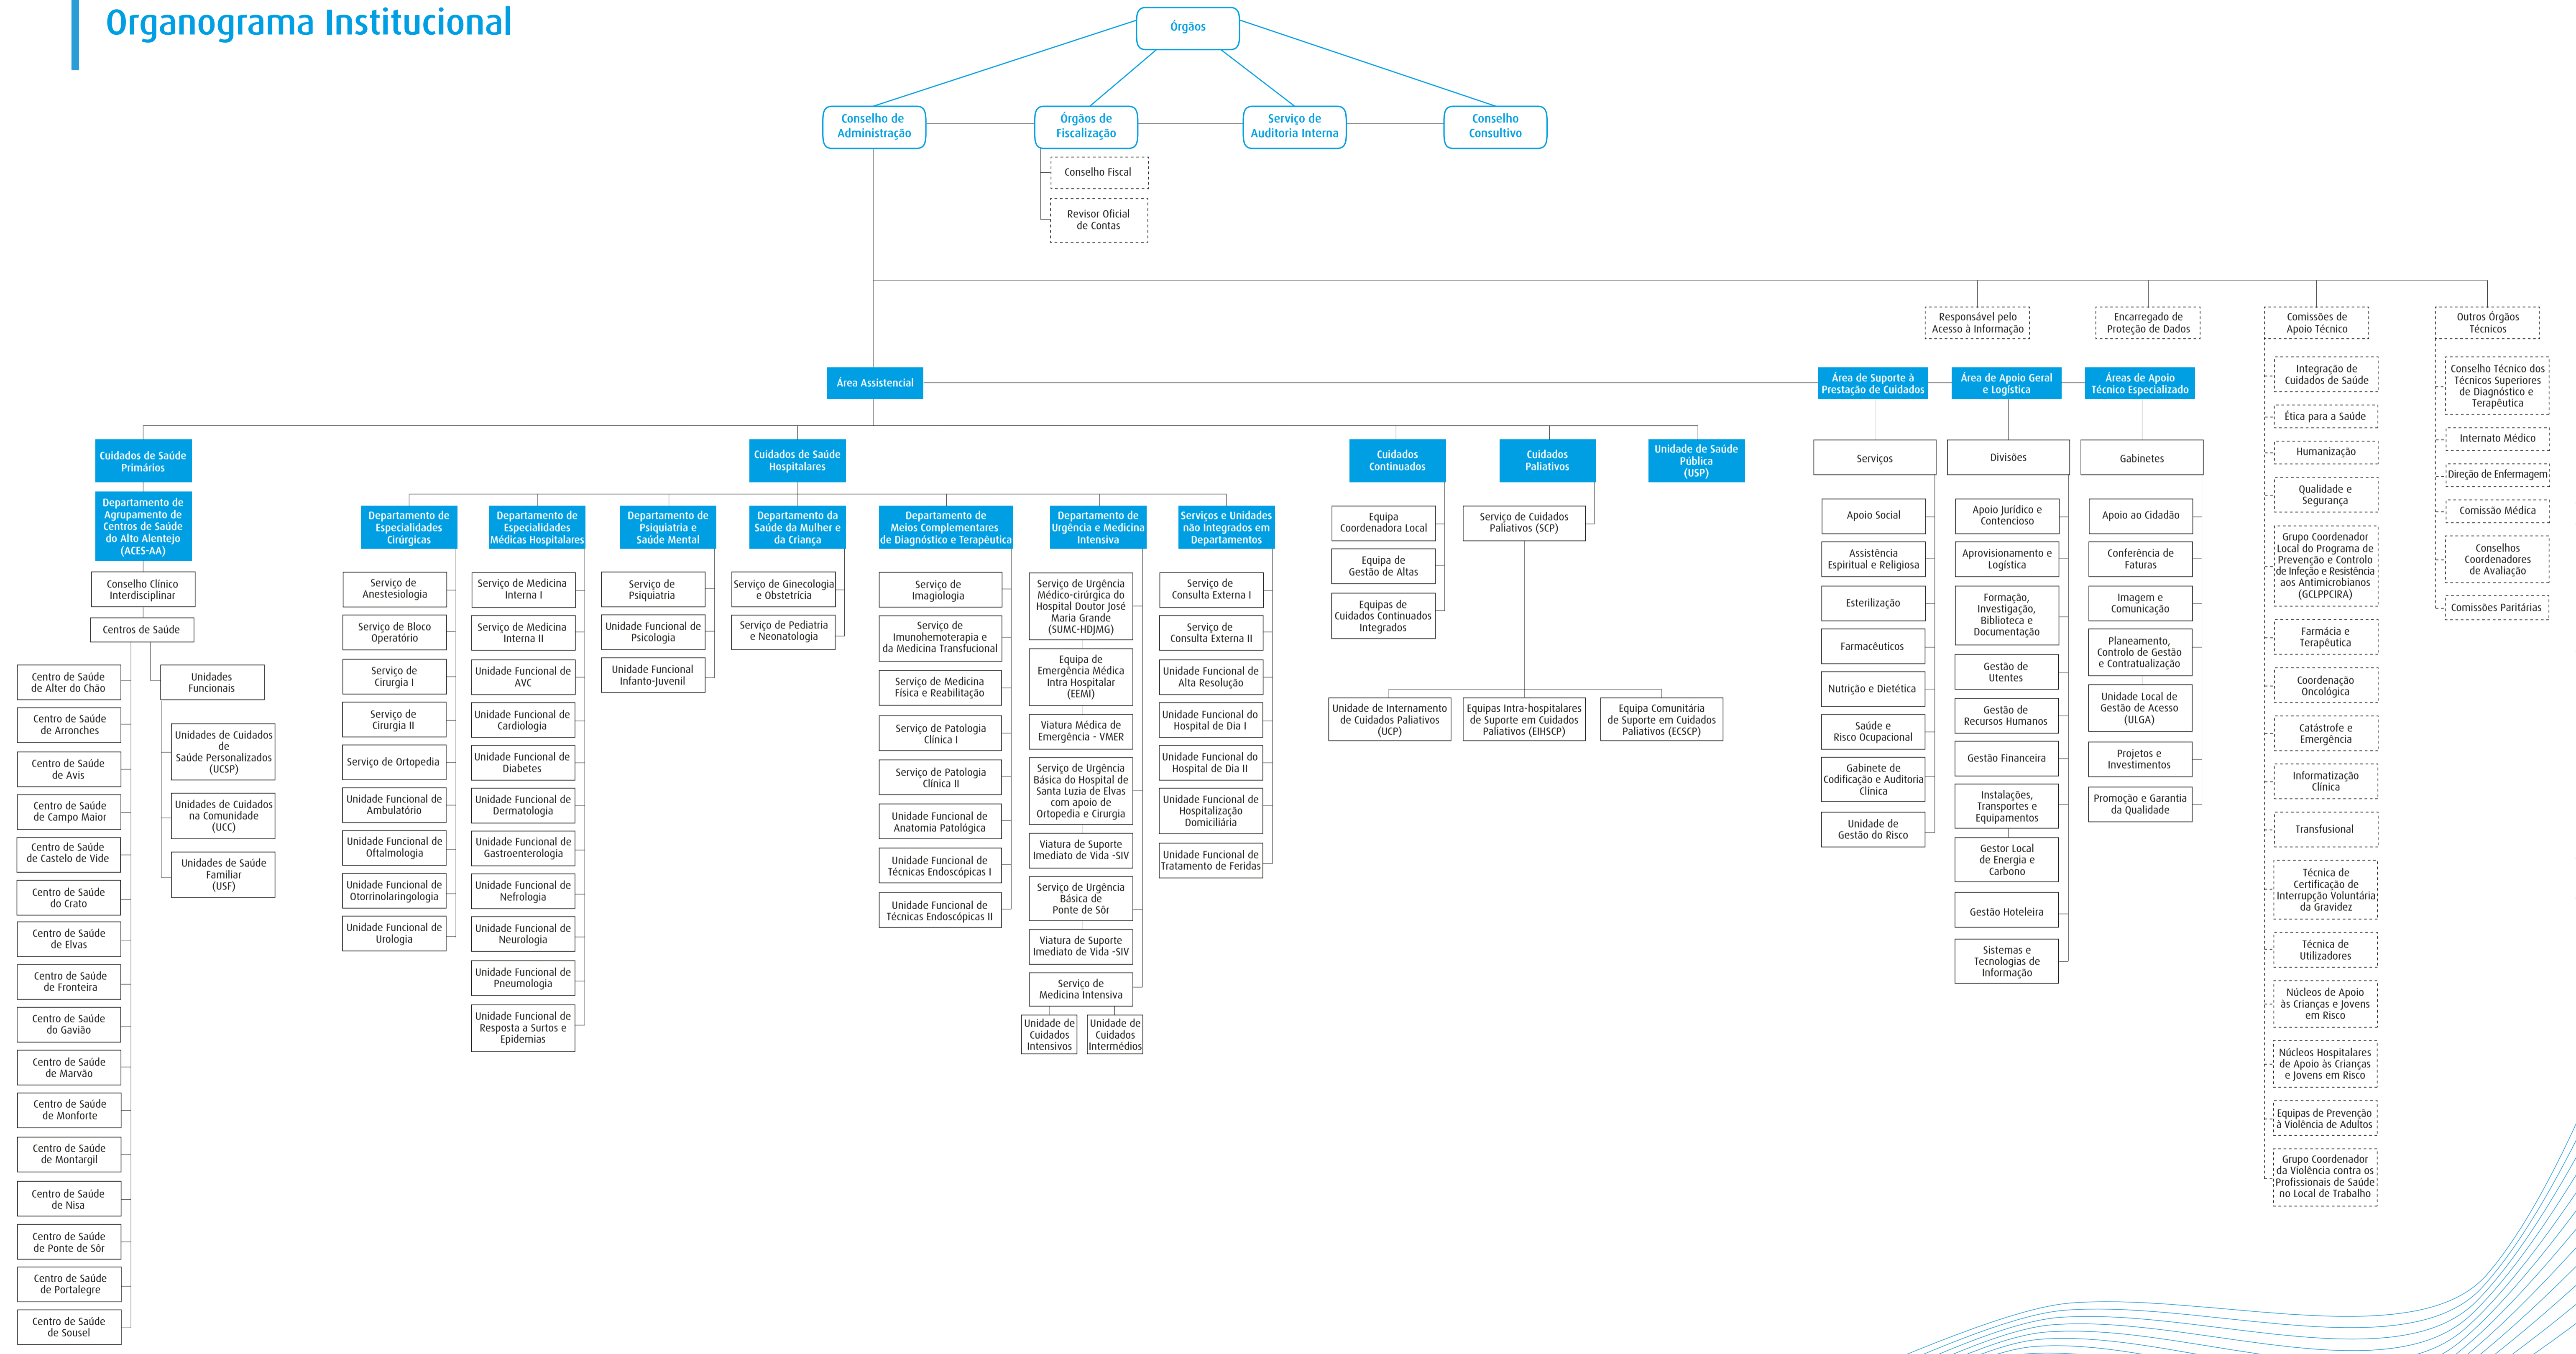 Organograma Institucional
Órgãos
Conselho de
Administração
Órgãos de
Fiscalização
Serviço de
Auditoria Interna
Conselho
Consultivo
Conselho Fiscal
Revisor Oficial
de Contas
Responsável pelo
Acesso à Informação
Encarregado de
Proteção de Dados
Comissões de
Apoio Técnico
Outros Órgãos
Técnicos
Área Assistencial
Área de Suporte à
Prestação de Cuidados
Área de Apoio Geral
e Logística
Áreas de Apoio
Técnico Especializado
Cuidados de Saúde
Primários
Departamento de
Agrupamento de
Centros de Saúde
do Alto Alentejo
(ACES-AA)
Conselho Clínico
Interdisciplinar
Centros de Saúde
Centro de Saúde
de Alter do Chão
Centro de Saúde
de Arronches
Centro de Saúde
de Avis
Centro de Saúde
de Campo Maior
Centro de Saúde
de Castelo de Vide
Centro de Saúde
do Crato
Centro de Saúde
de Elvas
Centro de Saúde
de Fronteira
Centro de Saúde
do Gavião
Centro de Saúde
de Marvão
Centro de Saúde
de Monforte
Centro de Saúde
de Montargil
Centro de Saúde
de Nisa
Centro de Saúde
de Ponte de Sôr
Centro de Saúde
de Portalegre
Centro de Saúde
de Sousel
Unidades
Funcionais
Unidades de Cuidados
de
Saúde Personalizados
(UCSP)
Unidades de Cuidados
na Comunidade
(UCC)
Unidades de Saúde
Familiar
(USF)
Cuidados de Saúde
Hospitalares
Departamento de
Especialidades
Cirúrgicas
Serviço de
Anestesiologia
Serviço de Bloco
Operatório
Serviço de
Cirurgia I
Serviço de
Cirurgia II
Serviço de Ortopedia
Unidade Funcional de
Ambulatório
Unidade Funcional de
Oftalmologia
Unidade Funcional de
Otorrinolaringologia
Unidade Funcional de
Urologia
Departamento de
Especialidades
Médicas Hospitalares
Serviço de Medicina
Interna I
Serviço de Medicina
Interna II
Unidade Funcional de
AVC
Unidade Funcional de
Cardiologia
Unidade Funcional de
Diabetes
Unidade Funcional de
Dermatologia
Unidade Funcional de
Gastroenterologia
Unidade Funcional de
Nefrologia
Unidade Funcional de
Neurologia
Unidade Funcional de
Pneumologia
Unidade Funcional de
Resposta a Surtos e
Epidemias
Departamento de
Psiquiatria e
Saúde Mental
Serviço de
Psiquiatria
Unidade Funcional de
Psicologia
Unidade Funcional
Infanto-Juvenil
Departamento da
Saúde da Mulher e
da Criança
Serviço de Ginecologia
e Obstetrícia
Serviço de Pediatria
e Neonatologia
Departamento de
Meios Complementares
de Diagnóstico e Terapêutica
Serviço de
Imagiologia
Serviço de
Imunohemoterapia e
da Medicina Transfucional
Serviço de Medicina
Física e Reabilitação
Serviço de Patologia
Clínica I
Serviço de Patologia
Clínica II
Unidade Funcional de
Anatomia Patológica
Unidade Funcional de
Técnicas Endoscópicas I
Unidade Funcional de
Técnicas Endoscópicas II
Departamento de
Urgência e Medicina
Intensiva
Serviço de Urgência
Médico-cirúrgica do
Hospital Doutor José
Maria Grande
(SUMC-HDJMG)
Equipa de
Emergência Médica
Intra Hospitalar
(EEMI)
Viatura Médica de
Emergência - VMER
Serviço de Urgência
Básica do Hospital de
Santa Luzia de Elvas
com apoio de
Ortopedia e Cirurgia
Viatura de Suporte
Imediato de Vida -SIV
Serviço de Urgência
Básica de
Ponte de Sôr
Viatura de Suporte
Imediato de Vida -SIV
Serviço de
Medicina Intensiva
Unidade de
Cuidados
Intensivos
Unidade de
Cuidados
Intermédios
Serviços e Unidades
não Integrados em
Departamentos
Serviço de
Consulta Externa I
Serviço de
Consulta Externa II
Unidade Funcional de
Alta Resolução
Unidade Funcional do
Hospital de Dia I
Unidade Funcional do
Hospital de Dia II
Unidade Funcional de
Hospitalização
Domiciliária
Unidade Funcional de
Tratamento de Feridas
Cuidados
Continuados
Equipa
Coordenadora Local
Equipa de
Gestão de Altas
Equipas de
Cuidados Continuados
Integrados
Cuidados
Paliativos
Serviço de Cuidados
Paliativos (SCP)
Unidade de Internamento
de Cuidados Paliativos
(UCP)
Equipas Intra-hospitalares
de Suporte em Cuidados
Paliativos (EIHSCP)
Equipa Comunitária
de Suporte em Cuidados
Paliativos (ECSCP)
Unidade de Saúde
Pública
(USP)
Serviços
Apoio Social
Assistência
Espiritual e Religiosa
Esterilização
Farmacêuticos
Nutrição e Dietética
Saúde e
Risco Ocupacional
Gabinete de
Codificação e Auditoria
Clínica
Unidade de
Gestão do Risco
Divisões
Apoio Jurídico e
Contencioso
Aprovisionamento e
Logística
Formação,
Investigação,
Biblioteca e
Documentação
Gestão de
Utentes
Gestão de
Recursos Humanos
Gestão Financeira
Instalações,
Transportes e
Equipamentos
Gestor Local
de Energia e
Carbono
Gestão Hoteleira
Sistemas e
Tecnologias de
Informação
Gabinetes
Apoio ao Cidadão
Conferência de
Faturas
Imagem e
Comunicação
Planeamento,
Controlo de Gestão
e Contratualização
Unidade Local de
Gestão de Acesso
(ULGA)
Projetos e
Investimentos
Promoção e Garantia
da Qualidade
Integração de
Cuidados de Saúde
Ética para a Saúde
Humanização
Qualidade e
Segurança
Grupo Coordenador
Local do Programa de
Prevenção e Controlo
de Infeção e Resistência
aos Antimicrobianos
(GCLPPCIRA)
Farmácia e
Terapêutica
Coordenação
Oncológica
Catástrofe e
Emergência
Informatização
Clínica
Transfusional
Técnica de
Certificação de
Interrupção Voluntária
da Gravidez
Técnica de
Utilizadores
Núcleos de Apoio
às Crianças e Jovens
em Risco
Núcleos Hospitalares
de Apoio às Crianças
e Jovens em Risco
Equipas de Prevenção
à Violência de Adultos
Grupo Coordenador
da Violência contra os
Profissionais de Saúde
no Local de Trabalho
Conselho Técnico dos
Técnicos Superiores
de Diagnóstico e
Terapêutica
Internato Médico
Direção de Enfermagem
Comissão Médica
Conselhos
Coordenadores
de Avaliação
Comissões Paritárias